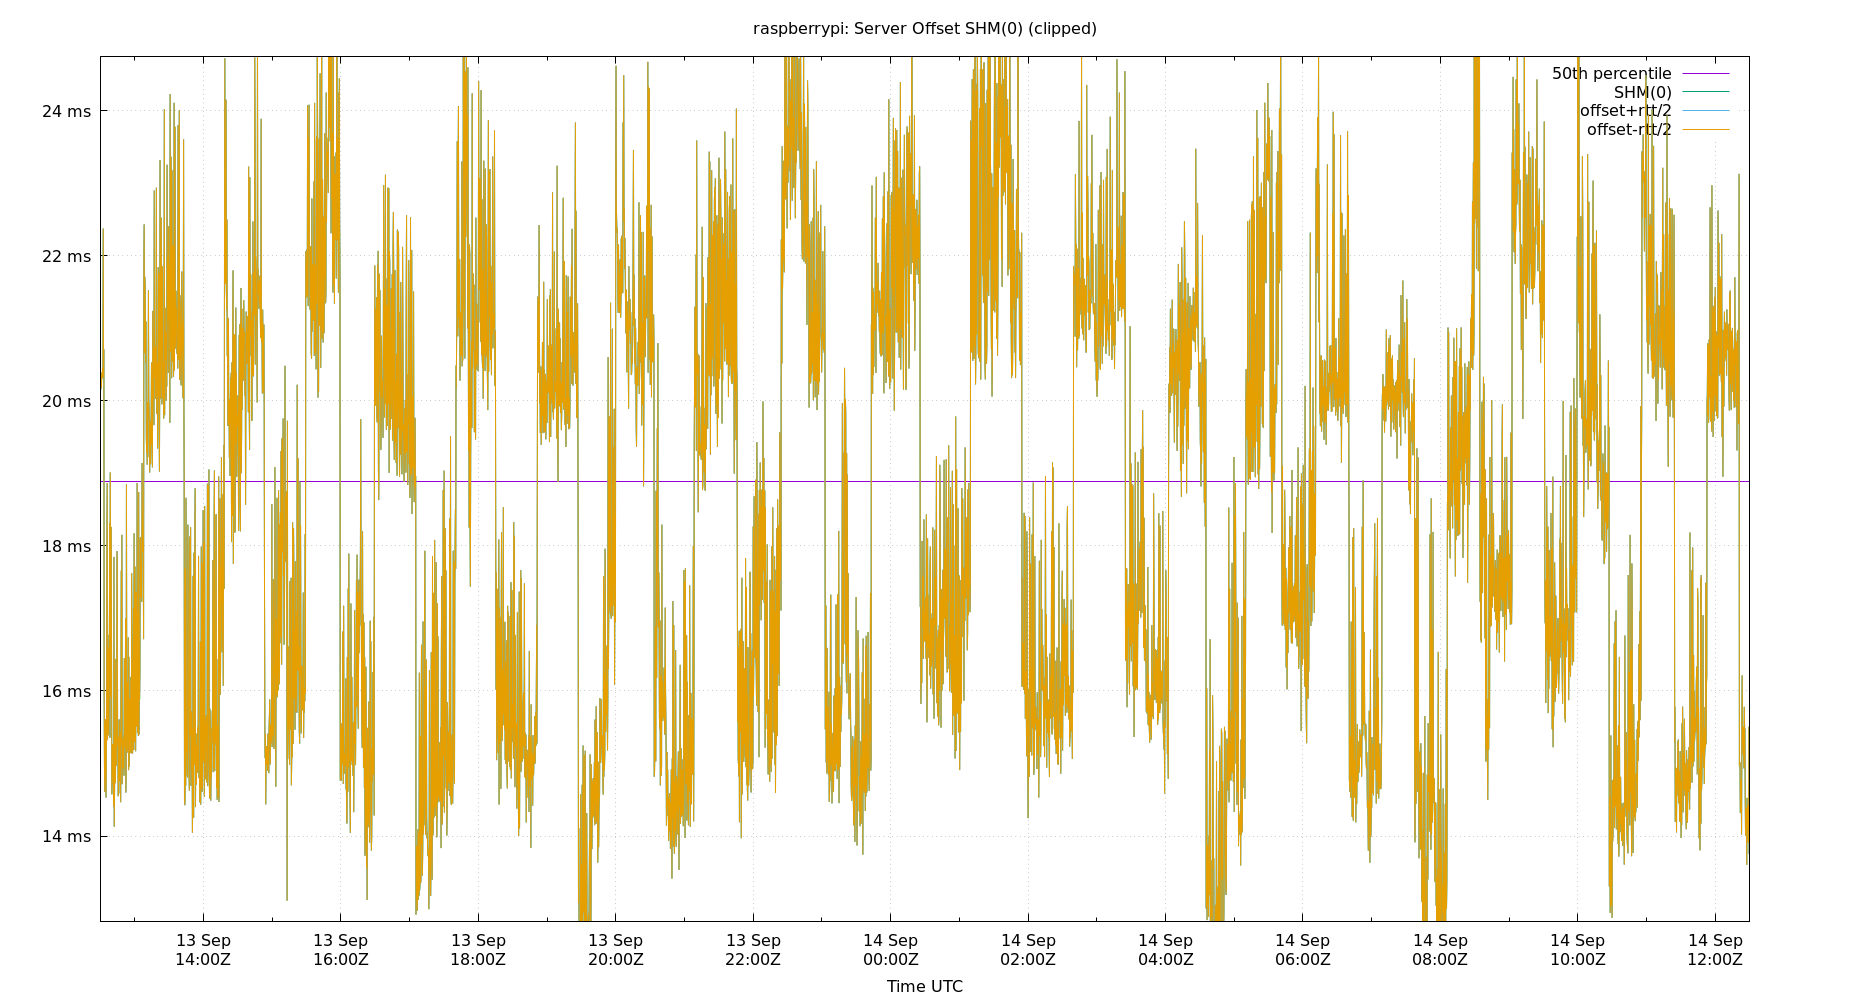 raspberrypi: Server Offset SHM(0) (clipped)
50th percentile
SHM(0)
offset+rtt/2
offset-rtt/2
24 ms
22 ms
20 ms
18 ms
16 ms
14 ms
13 Sep 13 Sep 13 Sep 13 Sep 13 Sep 14 Sep 14 Sep 14 Sep 14 Sep 14 Sep 14 Sep 14 Sep
14:00Z 16:00Z 18:00Z 20:00Z 22:00Z 00:00Z 02:00Z 04:00Z 06:00Z 08:00Z 10:00Z 12:00Z
Time UTC